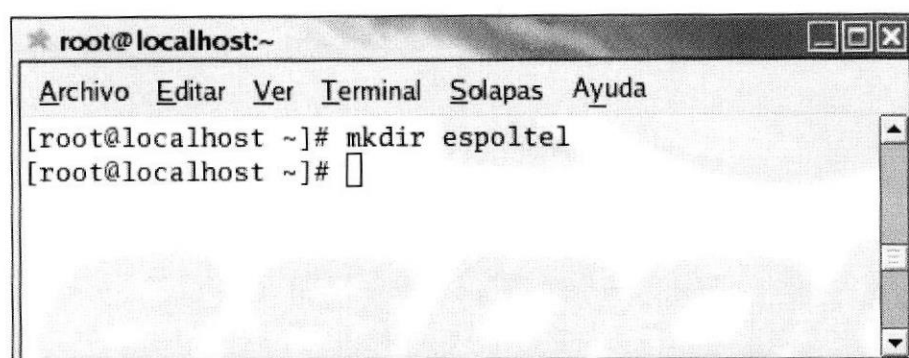 root@localhost:~
Archivo Editar Ver Terminal Solapas Ayuda
[root@localhost ~]# mkdir espoltel
[root@localhost ~]#